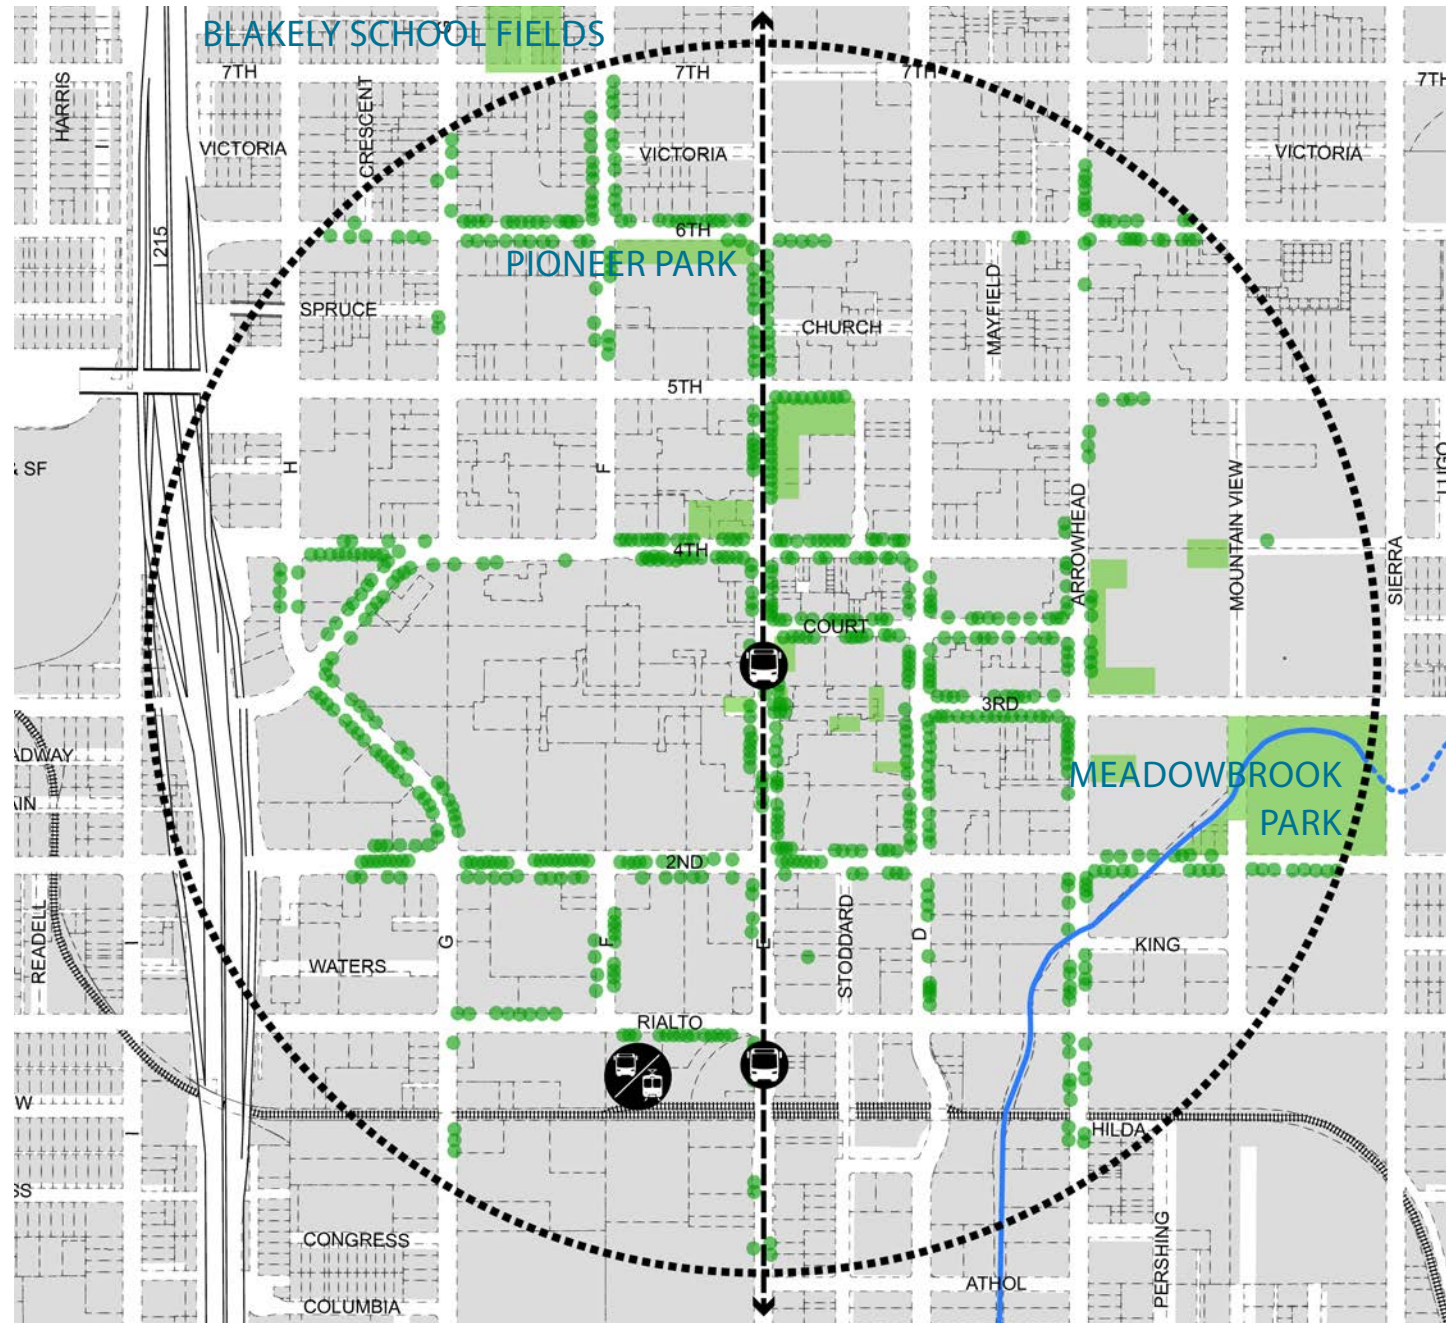 BLAKELY SCHOOL FIELDS
7TH
7TH
7TH
7TH
HARRIS
CRESCENT
VICTORIA
VICTORIA
VICTORIA
I 215
6TH
PIONEER PARK
SPRUCE
CHURCH
MAYFIELD
5TH
& SF
H
F
ARROWHEAD
MOUNTAIN VIEW
LUGO
SIERRA
4TH
COURT
3RD
ADWAY
AIN
MEADOWBROOK
PARK
2ND
READELL
I
G
F
E
STODDARD
D
KING
WATERS
RIALTO
W
I
HILDA
SS
PERSHING
CONGRESS
ATHOL
COLUMBIA